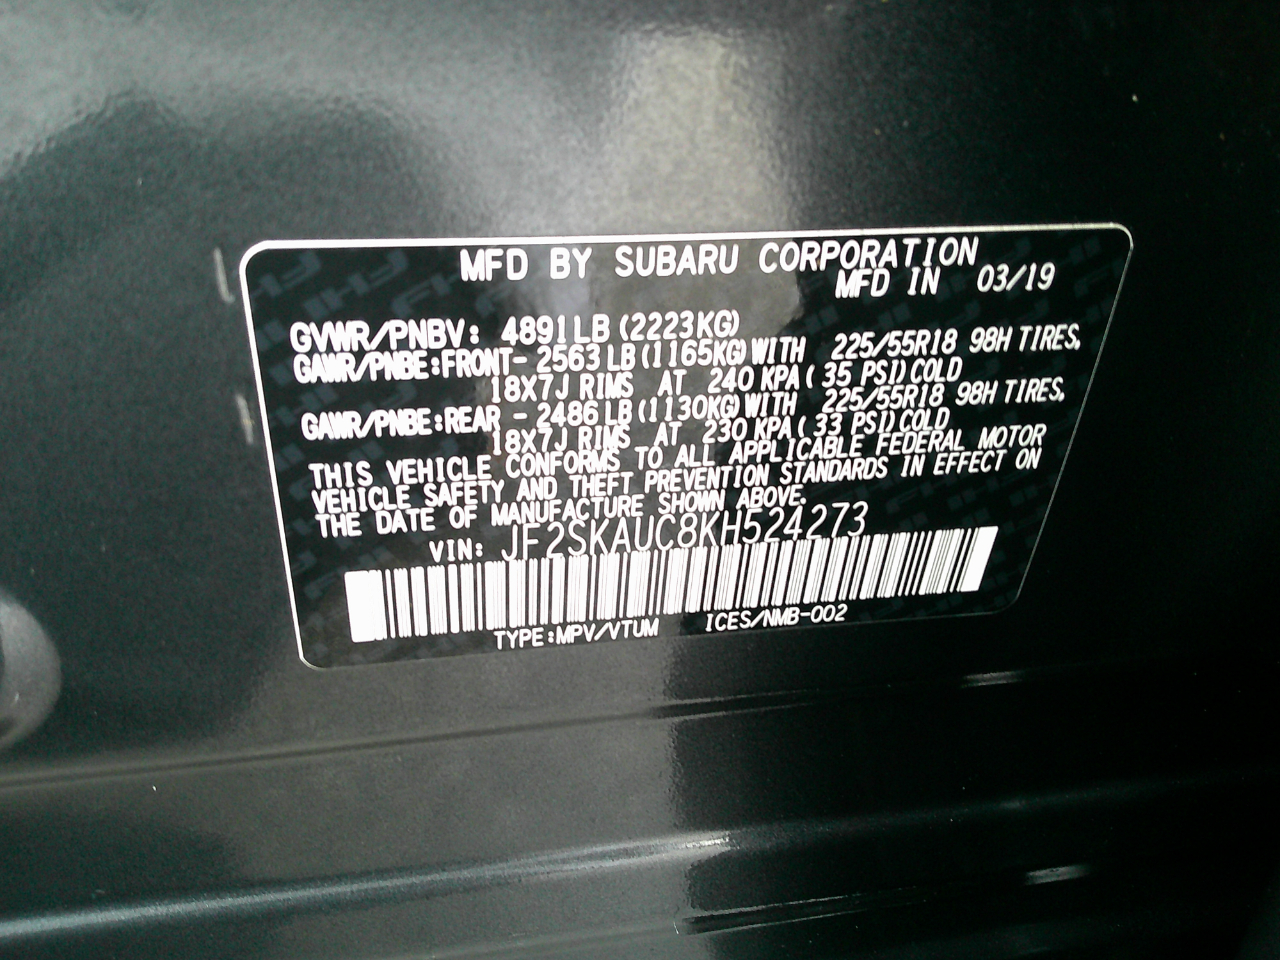 MFD BY SUBARU CORPORATION
MFD IN 03/19
GVWR/PNBV: 4891LB (2223KG)
GAWR/PNBE:FRONT- 2563LB(1165KG)WITH 225/55R18 98H TIRES,
18X7J RIMS AT 240 KPA( 35 PSI)COLD
GAWR/PNBE:REAR - 2486LB(1130KG)WITH 225/55R18 98H TIRES,
18X7J RIMS AT 230 KPA( 33 PSI)COLD
THIS VEHICLE CONFORMS TO ALL APPLICABLE FEDERAL MOTOR
VEHICLE SAFETY AND THEFT PREVENTION STANDARDS IN EFFECT ON
THE DATE OF MANUFACTURE SHOWN ABOVE.
VIN: JF2SKAUC8KH524273
TYPE:MPV/VTUM ICES/NMB-002